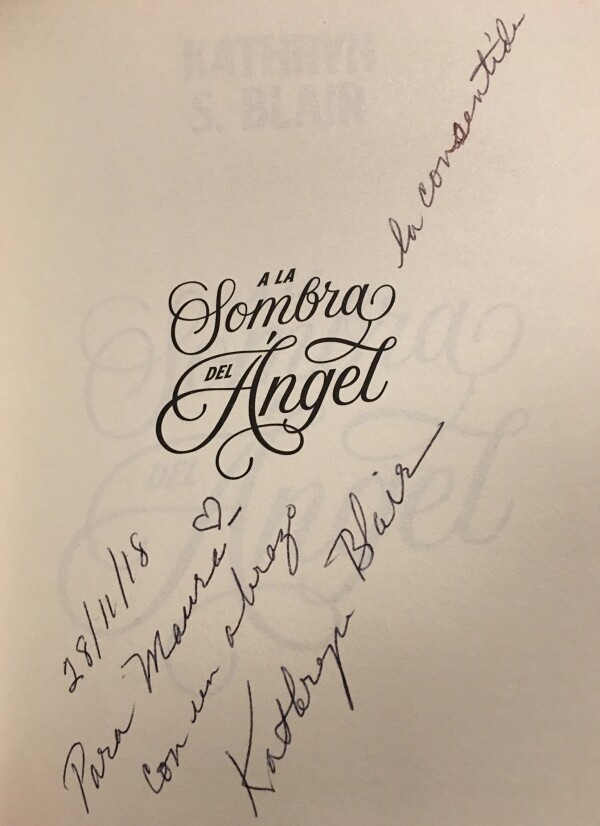 KATHRYN
S. BLAIR
la consentida
A LA
Sombra
DEL Ángel
28/11/18
Para Maura
con un abrazo
Kathryn Blair